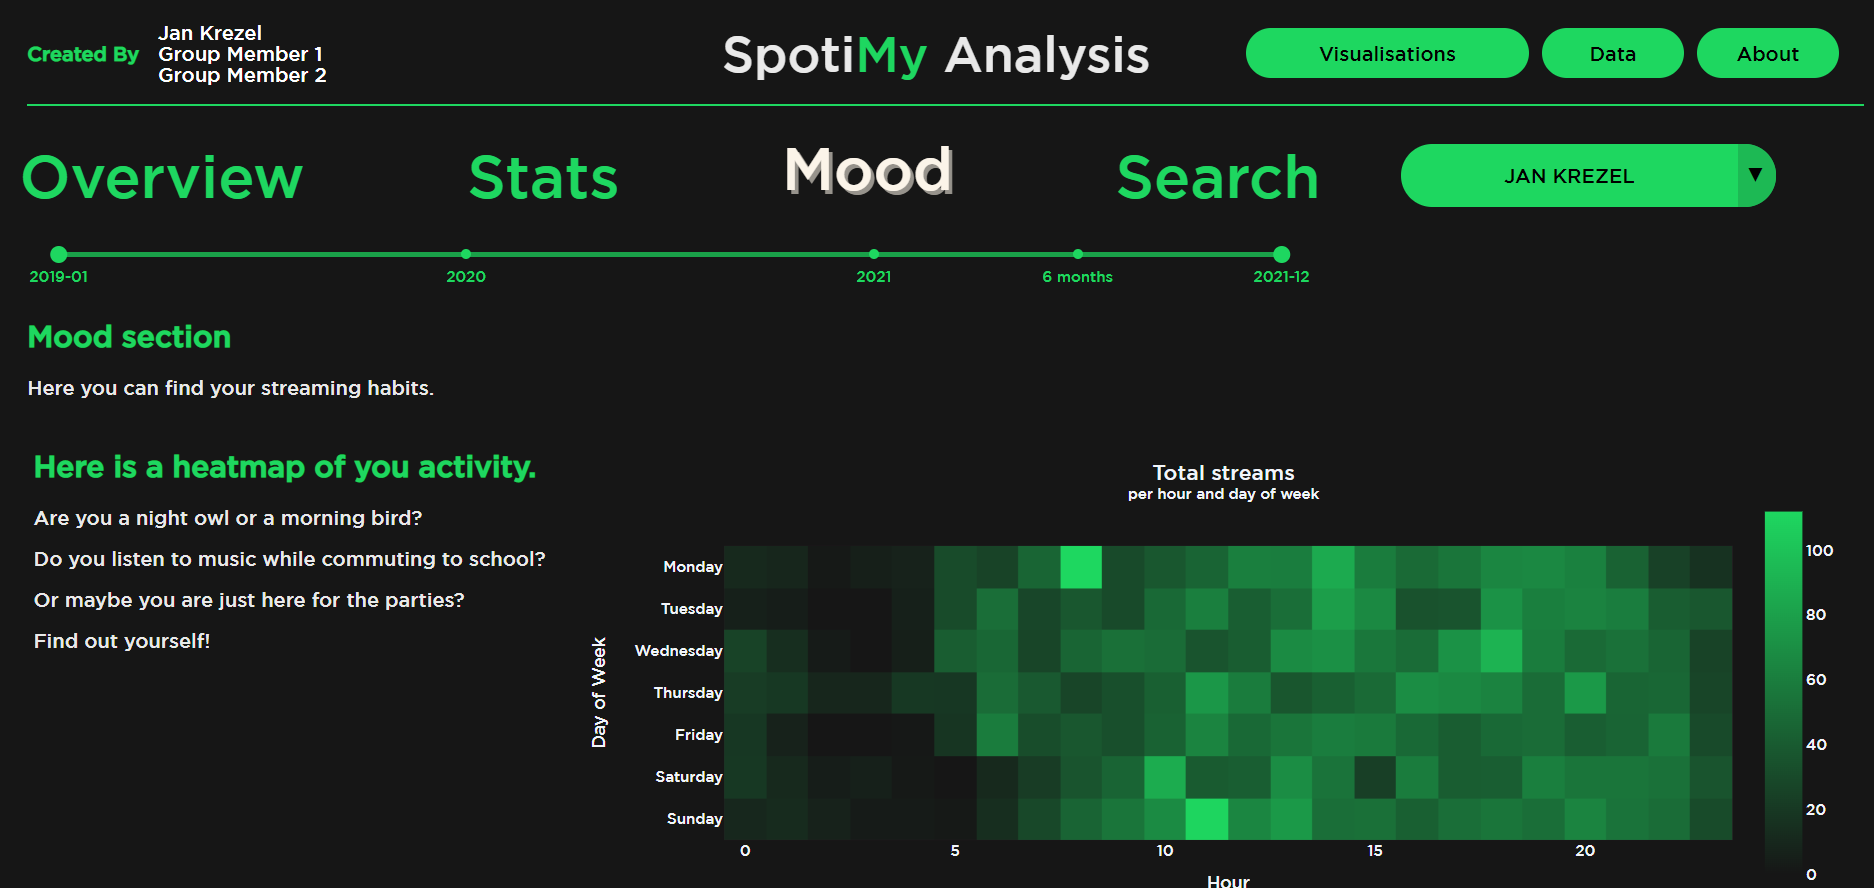 Created By
Jan Krezel
Group Member 1
Group Member 2
SpotiMy Analysis
Visualisations
Data
About
Overview
Stats
Mood
Search
JAN KREZEL
▼
2019-01
2020
2021
6 months
2021-12
Mood section
Here you can find your streaming habits.
Here is a heatmap of you activity.
Are you a night owl or a morning bird?
Do you listen to music while commuting to school?
Or maybe you are just here for the parties?
Find out yourself!
Total streams
per hour and day of week
Day of Week
Monday
Tuesday
Wednesday
Thursday
Friday
Saturday
Sunday
0
5
10
15
20
Hour
100
80
60
40
20
0